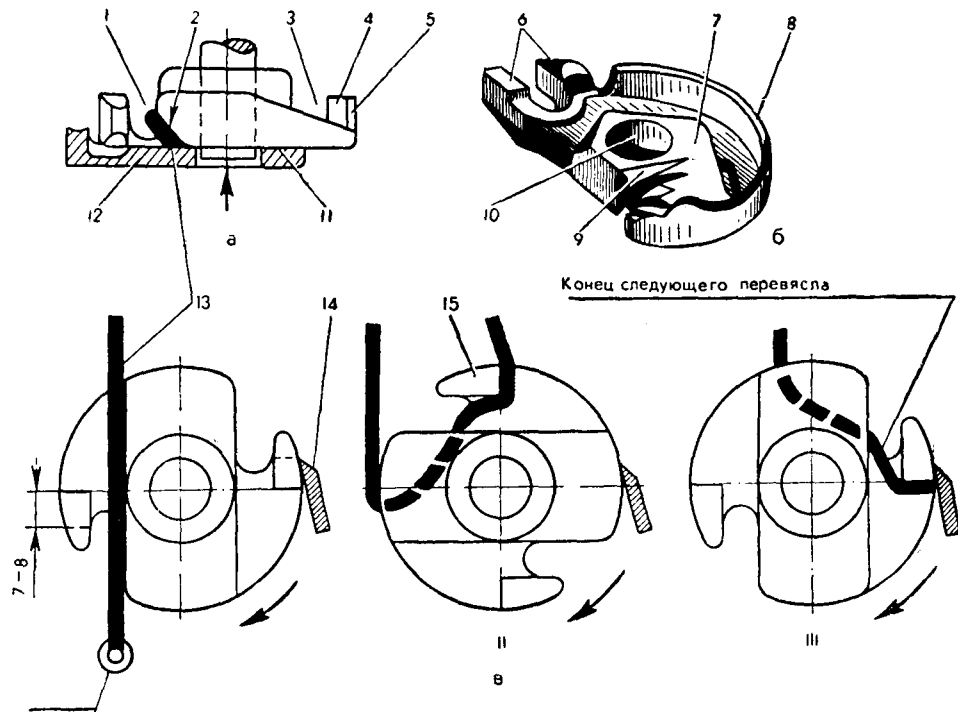 1 2 3 4 5
6 7 8
12 11
а
10 9
б
Конец следующего перевясла
13 14 15
7-8
II
III
в